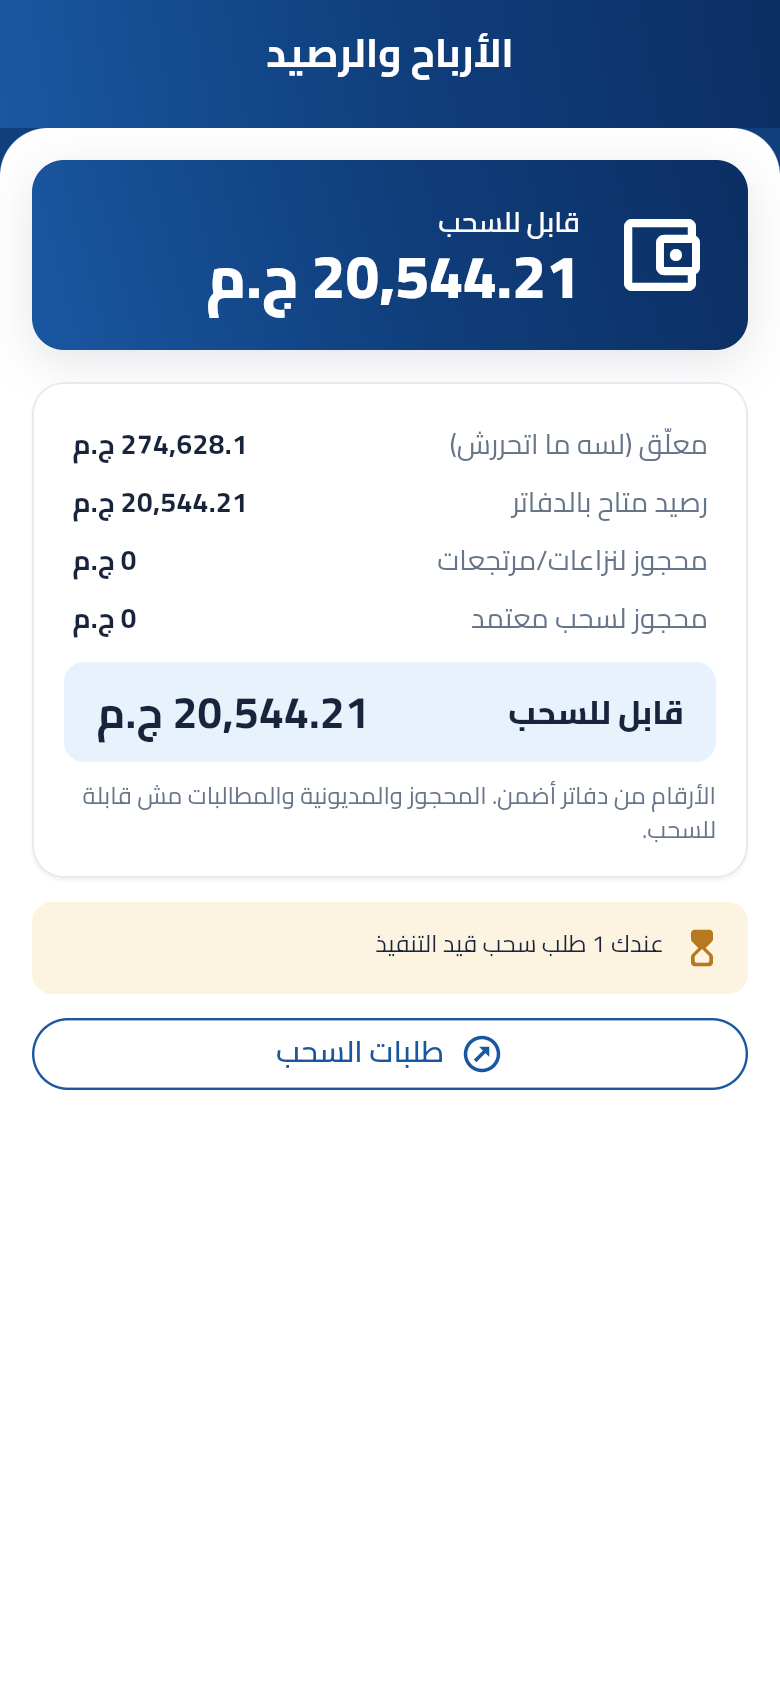 الأرباح والرصيد
قابل للسحب
20,544.21 ج.م
معلّق (لسه ما اتحررش) 274,628.1 ج.م
رصيد متاح بالدفاتر 20,544.21 ج.م
محجوز لنزاعات/مرتجعات 0 ج.م
محجوز لسحب معتمد 0 ج.م
قابل للسحب 20,544.21 ج.م
الأرقام من دفاتر أضمن. المحجوز والمديونية والمطالبات مش قابلة
للسحب.
عندك 1 طلب سحب قيد التنفيذ
طلبات السحب